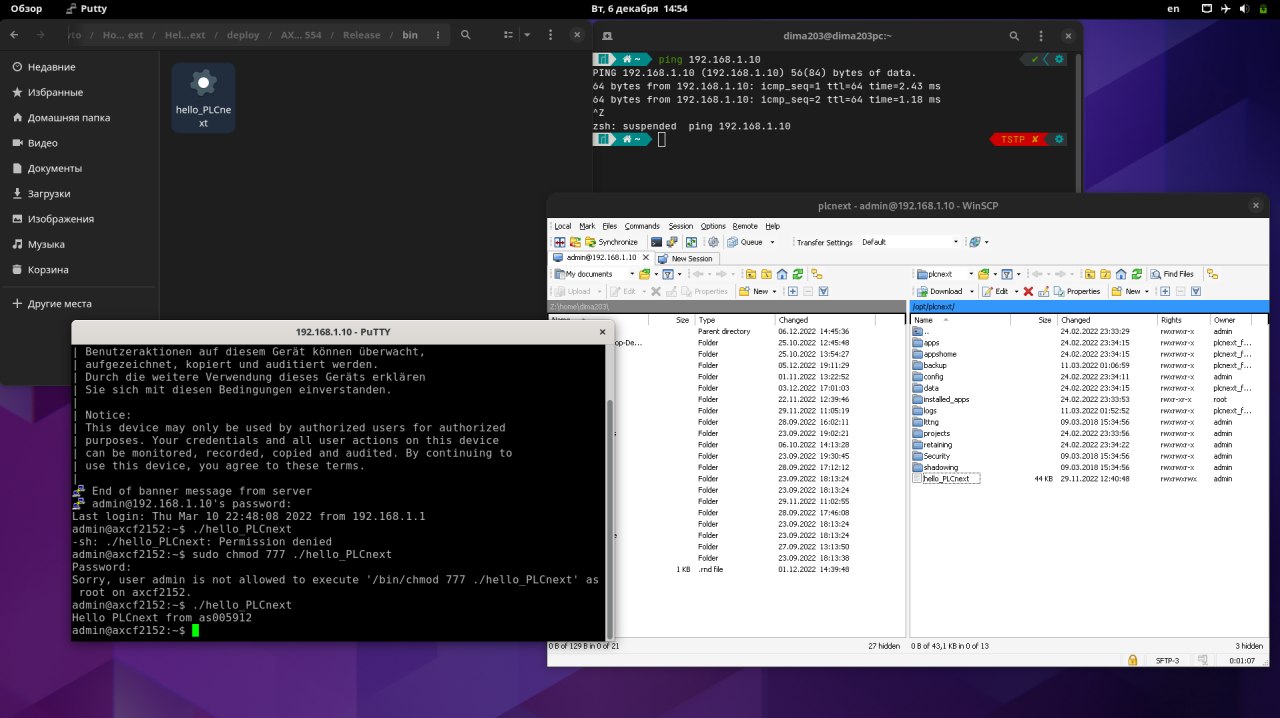 Обзор
Putty
Вт, 6 декабря 14:54
en
Ho... ext / Hel...ext / deploy / AX... 554 / Release / bin
Недавние
Избранные
Домашняя папка
Видео
Документы
Загрузки
Изображения
Музыка
Корзина
Другие места
hello_PLCne
xt
dima203@dima203pc:~
~ ping 192.168.1.10
PING 192.168.1.10 (192.168.1.10) 56(84) bytes of data.
64 bytes from 192.168.1.10: icmp_seq=1 ttl=64 time=2.43 ms
64 bytes from 192.168.1.10: icmp_seq=2 ttl=64 time=1.18 ms
^Z
zsh: suspended  ping 192.168.1.10
~ TSTP ✘
192.168.1.10 - PuTTY
| Benutzeraktionen auf diesem Gerät können überwacht,
| aufgezeichnet, kopiert und auditiert werden.
| Durch die weitere Verwendung dieses Geräts erklären
| Sie sich mit diesen Bedingungen einverstanden.
|
| Notice:
| This device may only be used by authorized users for authorized
| purposes. Your credentials and all user actions on this device
| can be monitored, recorded, copied and audited. By continuing to
| use this device, you agree to these terms.
|
End of banner message from server
admin@192.168.1.10's password:
Last login: Thu Mar 10 22:48:08 2022 from 192.168.1.1
admin@axcf2152:~$ ./hello_PLCnext
-sh: ./hello_PLCnext: Permission denied
admin@axcf2152:~$ sudo chmod 777 ./hello_PLCnext
Password:
Sorry, user admin is not allowed to execute '/bin/chmod 777 ./hello_PLCnext' as
 root on axcf2152.
admin@axcf2152:~$ ./hello_PLCnext
Hello PLCnext from as005912
admin@axcf2152:~$
plcnext - admin@192.168.1.10 - WinSCP
Local Mark Files Commands Session Options Remote Help
Synchronize Queue Transfer Settings Default
admin@192.168.1.10 New Session
My documents
Upload Edit Properties New
Z:\home\dima203\
Size Type Changed
Parent directory 06.12.2022 14:45:36
op-De... Folder 25.10.2022 12:45:48
Folder 25.10.2022 13:54:27
Folder 05.12.2022 19:11:29
Folder 01.11.2022 13:22:52
Folder 03.12.2022 17:01:03
Folder 22.11.2022 12:39:46
Folder 29.11.2022 11:05:19
Folder 28.09.2022 16:02:11
Folder 23.09.2022 19:02:21
Folder 06.10.2022 14:13:28
Folder 23.09.2022 19:30:45
Folder 28.09.2022 17:12:12
Folder 23.09.2022 18:13:24
Folder 23.09.2022 18:13:24
Folder 29.11.2022 11:02:55
Folder 28.09.2022 17:46:08
Folder 23.09.2022 18:13:24
Folder 23.09.2022 18:13:24
Folder 27.09.2022 13:13:50
Folder 23.09.2022 18:13:38
1 KB .rnd file 01.12.2022 14:39:48
0 B of 129 B in 0 of 21 27 hidden
plcnext Find Files
Download Edit Properties New
/opt/plcnext/
Name Size Changed Rights Owner
.. 24.02.2022 23:33:29 rwxrwxr-x admin
apps 24.02.2022 23:34:15 rwxrwxr-x plcnext_f...
appshome 24.02.2022 23:34:15 rwxrwxr-x plcnext_f...
backup 11.03.2022 01:06:59 rwxrwxr-x plcnext_f...
config 24.02.2022 23:34:11 rwxrwxr-x admin
data 24.02.2022 23:34:15 rwxrwxr-x plcnext_f...
installed_apps 24.02.2022 23:33:53 rwxr-xr-x root
logs 11.03.2022 01:52:52 rwxrwxr-x plcnext_f...
lttng 09.03.2018 15:34:56 rwxrwxr-x admin
projects 24.02.2022 23:33:56 rwxrwxr-x admin
retaining 24.02.2022 23:34:22 rwxrwxr-x admin
Security 09.03.2018 15:34:56 rwxrwxr-x admin
shadowing 09.03.2018 15:34:56 rwxrwxr-x admin
hello_PLCnext 44 KB 29.11.2022 12:40:48 rwxrwxrwx admin
0 B of 43,1 KB in 0 of 13 3 hidden
SFTP-3 0:01:07